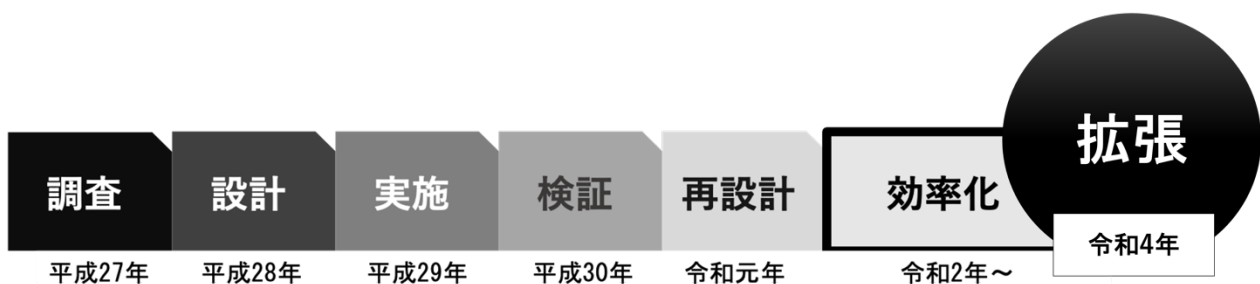 調査
設計
実施
検証
再設計
効率化
拡張
平成27年
平成28年
平成29年
平成30年
令和元年
令和2年～
令和4年